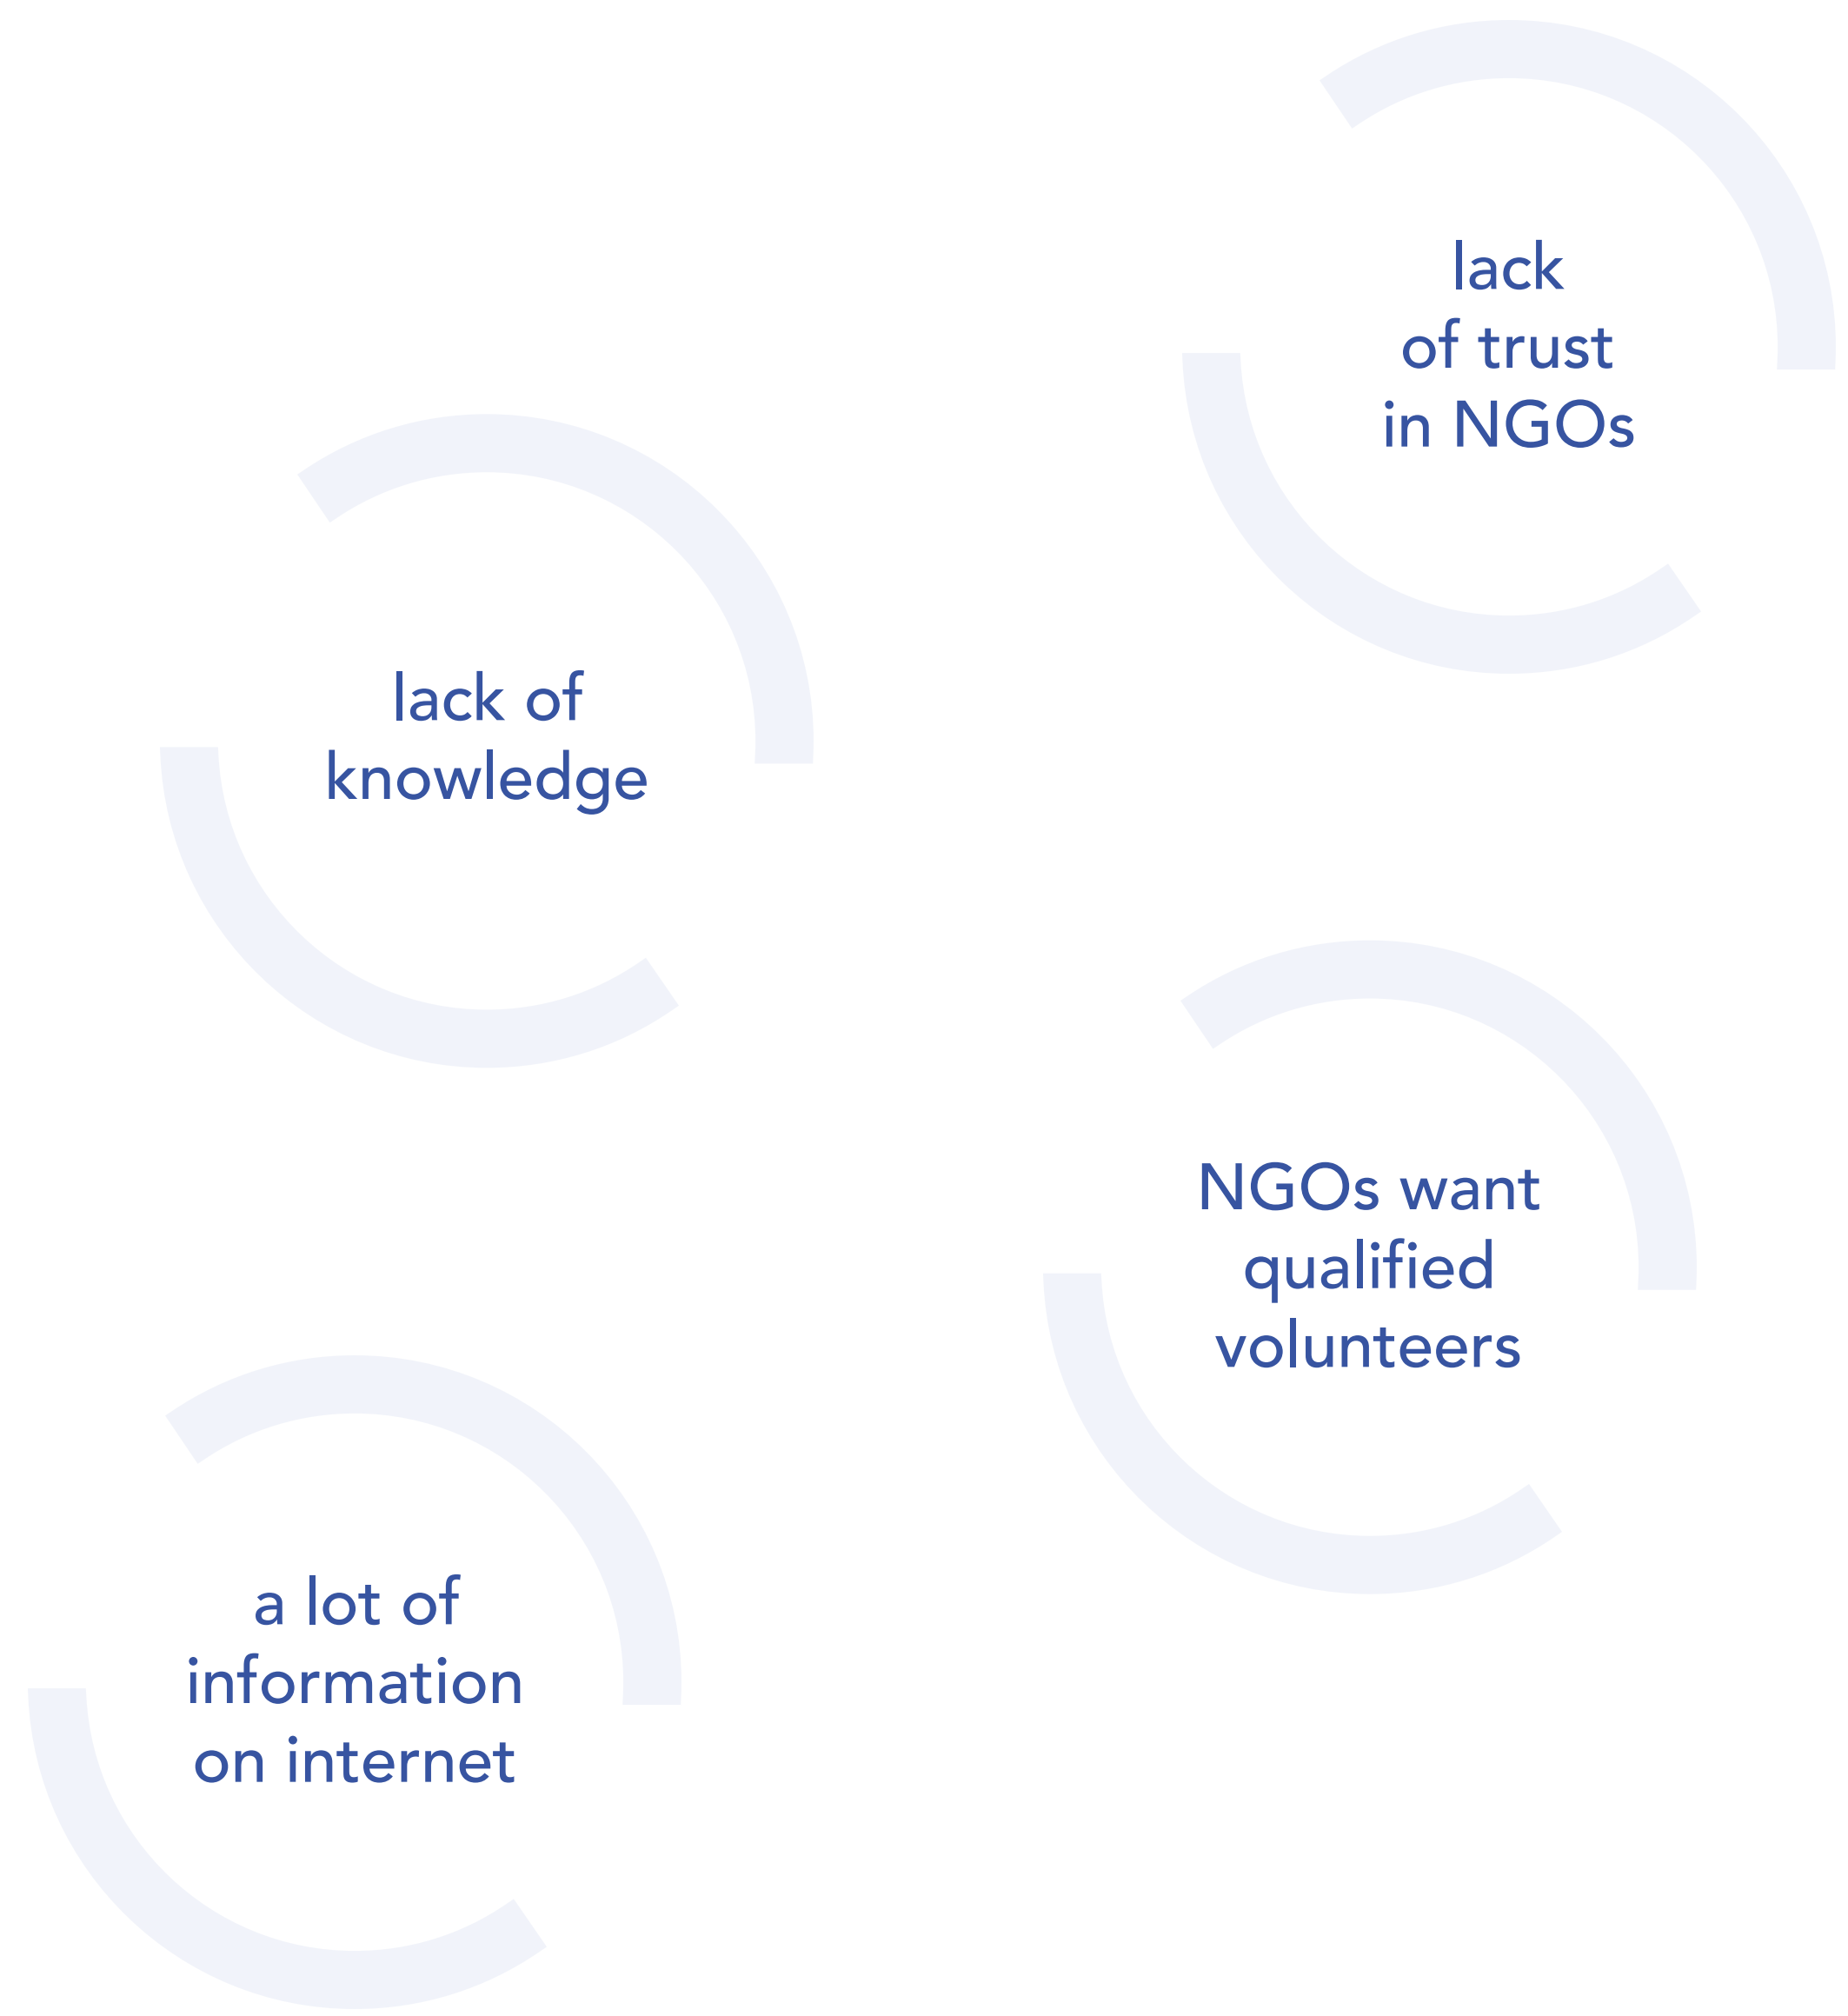 lack
of trust
in NGOs
lack of
knowledge
NGOs want
qualified
volunteers
a lot of
information
on internet